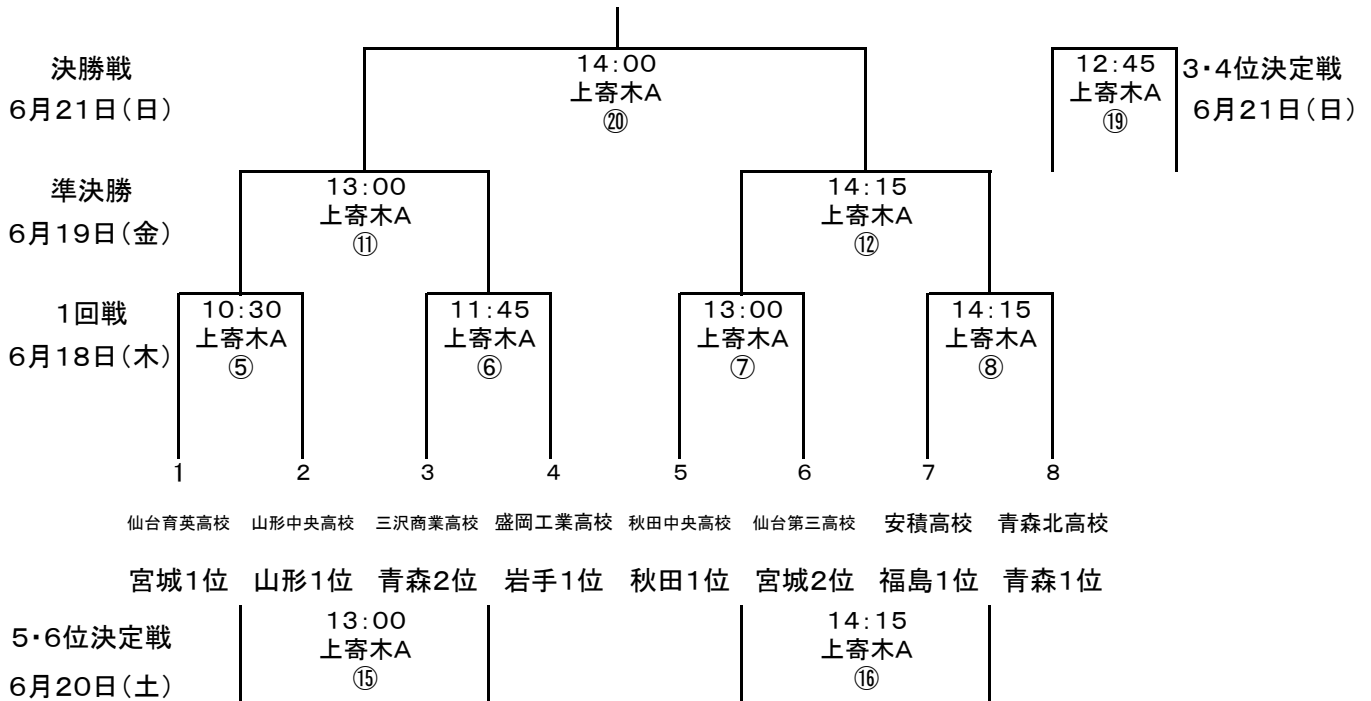 決勝戦
6月21日(日)
14:00
上寄木A
⑳
12:45
上寄木A
⑲
3・4位決定戦
6月21日(日)
準決勝
6月19日(金)
13:00
上寄木A
⑪
14:15
上寄木A
⑫
1回戦
6月18日(木)
10:30
上寄木A
⑤
11:45
上寄木A
⑥
13:00
上寄木A
⑦
14:15
上寄木A
⑧
1 2 3 4 5 6 7 8
仙台育英高校 山形中央高校 三沢商業高校 盛岡工業高校 秋田中央高校 仙台第三高校 安積高校 青森北高校
宮城1位 山形1位 青森2位 岩手1位 秋田1位 宮城2位 福島1位 青森1位
5・6位決定戦
6月20日(土)
13:00
上寄木A
⑮
14:15
上寄木A
⑯